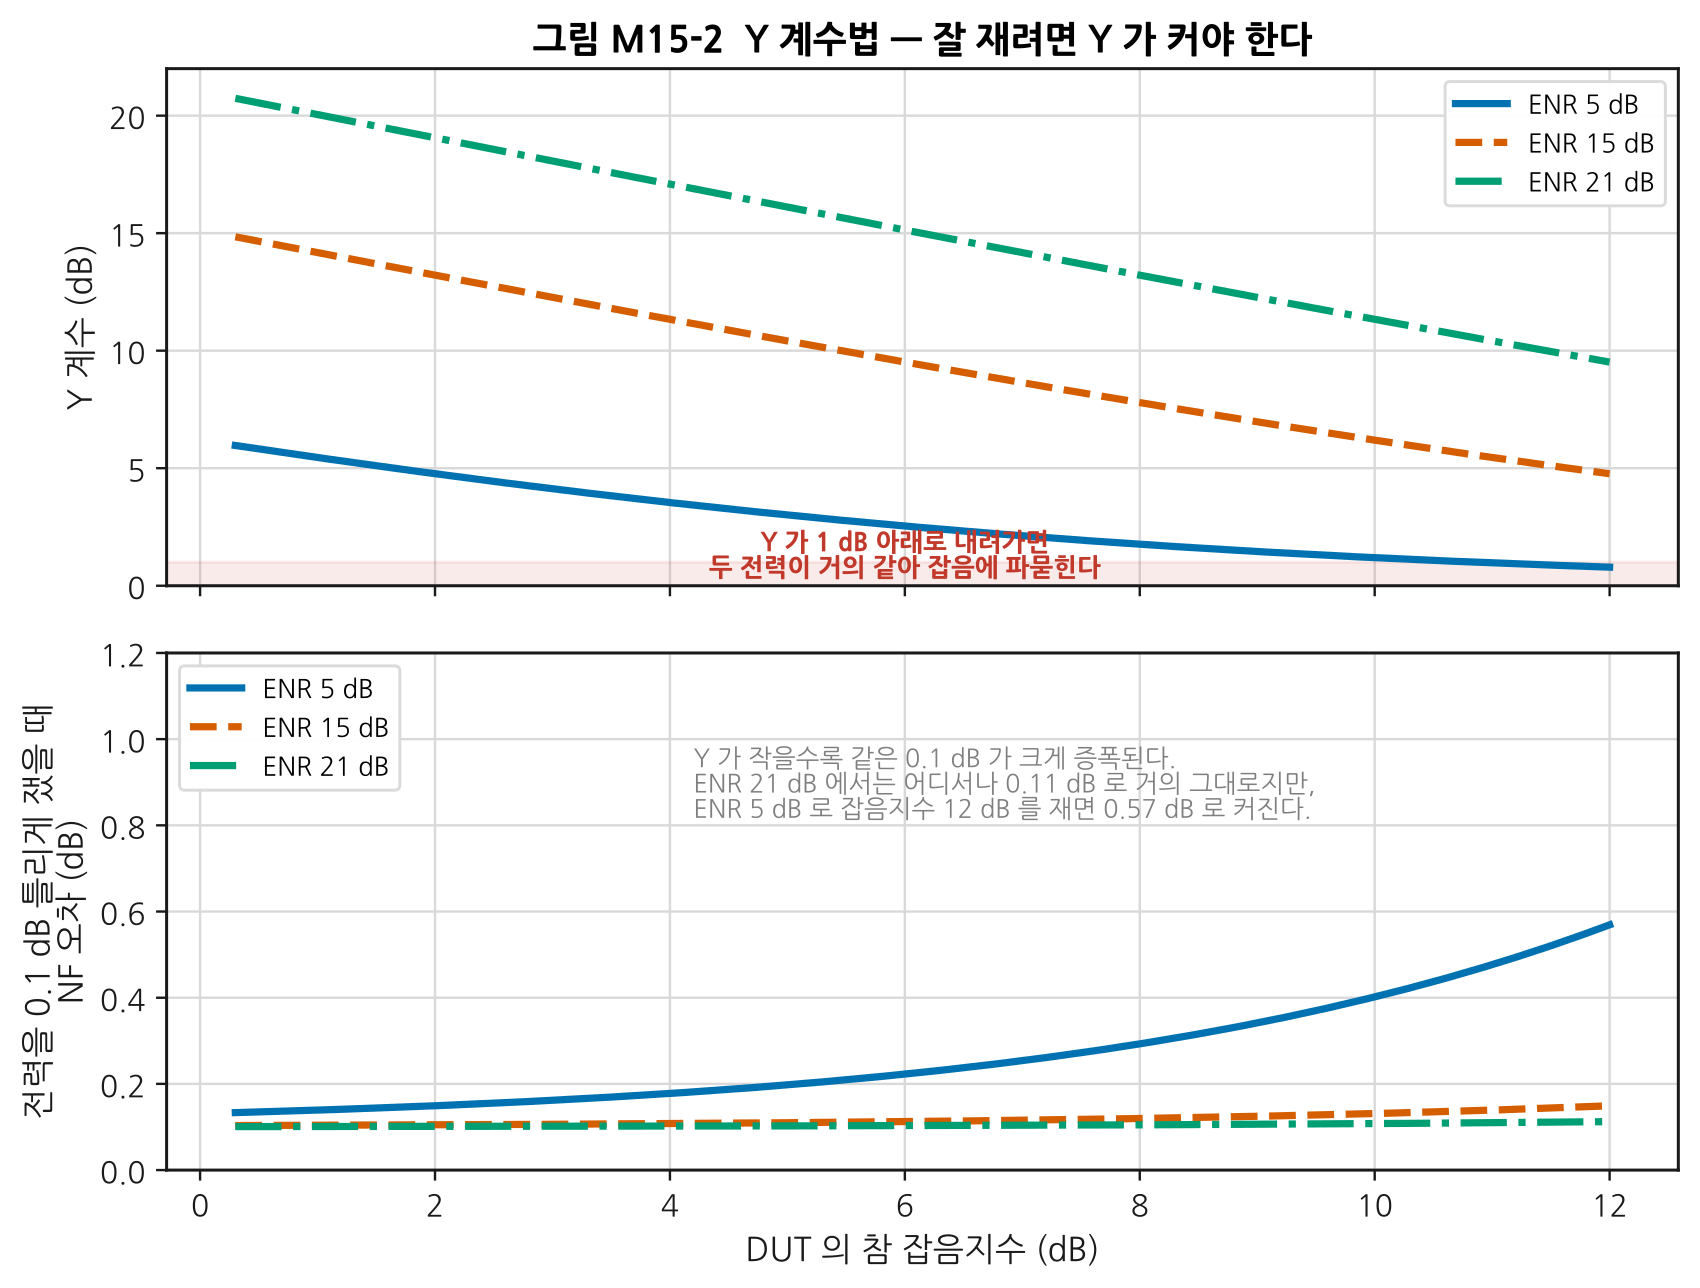 그림 M15-2 Y 계수법 — 잘 재려면 Y 가 커야 한다
Y 계수 (dB)
20
15
10
5
0
ENR 5 dB
ENR 15 dB
ENR 21 dB
Y 가 1 dB 아래로 내려가면
두 전력이 거의 같아 잡음에 파묻힌다
전력을 0.1 dB 틀리게 쟀을 때
NF 오차 (dB)
1.2
1.0
0.8
0.6
0.4
0.2
0.0
ENR 5 dB
ENR 15 dB
ENR 21 dB
Y 가 작을수록 같은 0.1 dB 가 크게 증폭된다.
ENR 21 dB 에서는 어디서나 0.11 dB 로 거의 그대로지만,
ENR 5 dB 로 잡음지수 12 dB 를 재면 0.57 dB 로 커진다.
0 2 4 6 8 10 12
DUT 의 참 잡음지수 (dB)